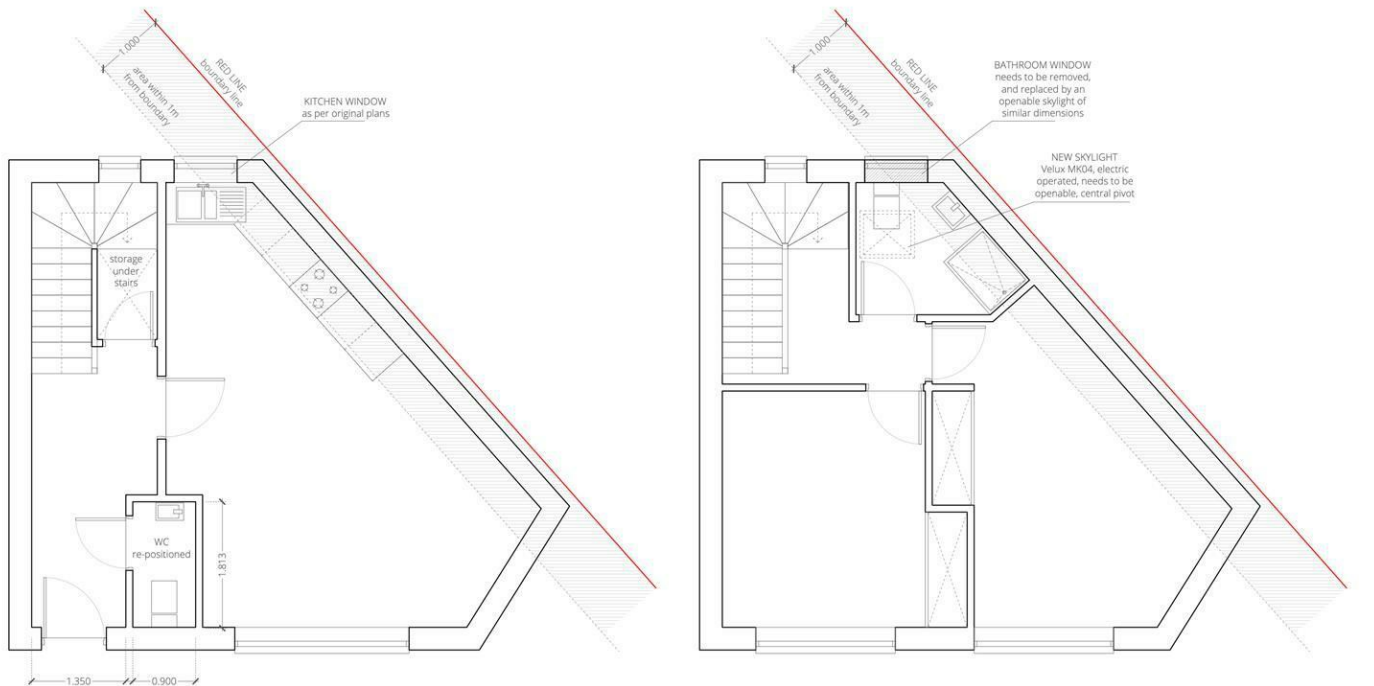 1.000
RED LINE
boundary line
area within 1m
from boundary
KITCHEN WINDOW
as per original plans
storage
under
stairs
WC
re-positioned
1.813
1.350
0.900
1.000
RED LINE
boundary line
area within 1m
from boundary
BATHROOM WINDOW
needs to be removed,
and replaced by an
openable skylight of
similar dimensions
NEW SKYLIGHT
Velux MK04, electric
operated, needs to be
openable, central pivot